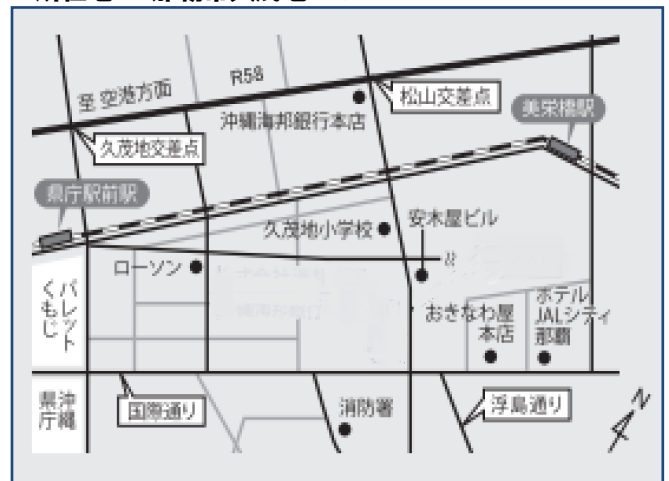 至 空港方面
R58
松山交差点
沖縄海邦銀行本店
美栄橋駅
久茂地交差点
県庁駅前駅
久茂地小学校
安木屋ビル
ローソン
パレット
くもじ
おきなわ屋
本店
ホテル
JALシティ
那覇
沖縄
県庁
国際通り
消防署
浮島通り
N